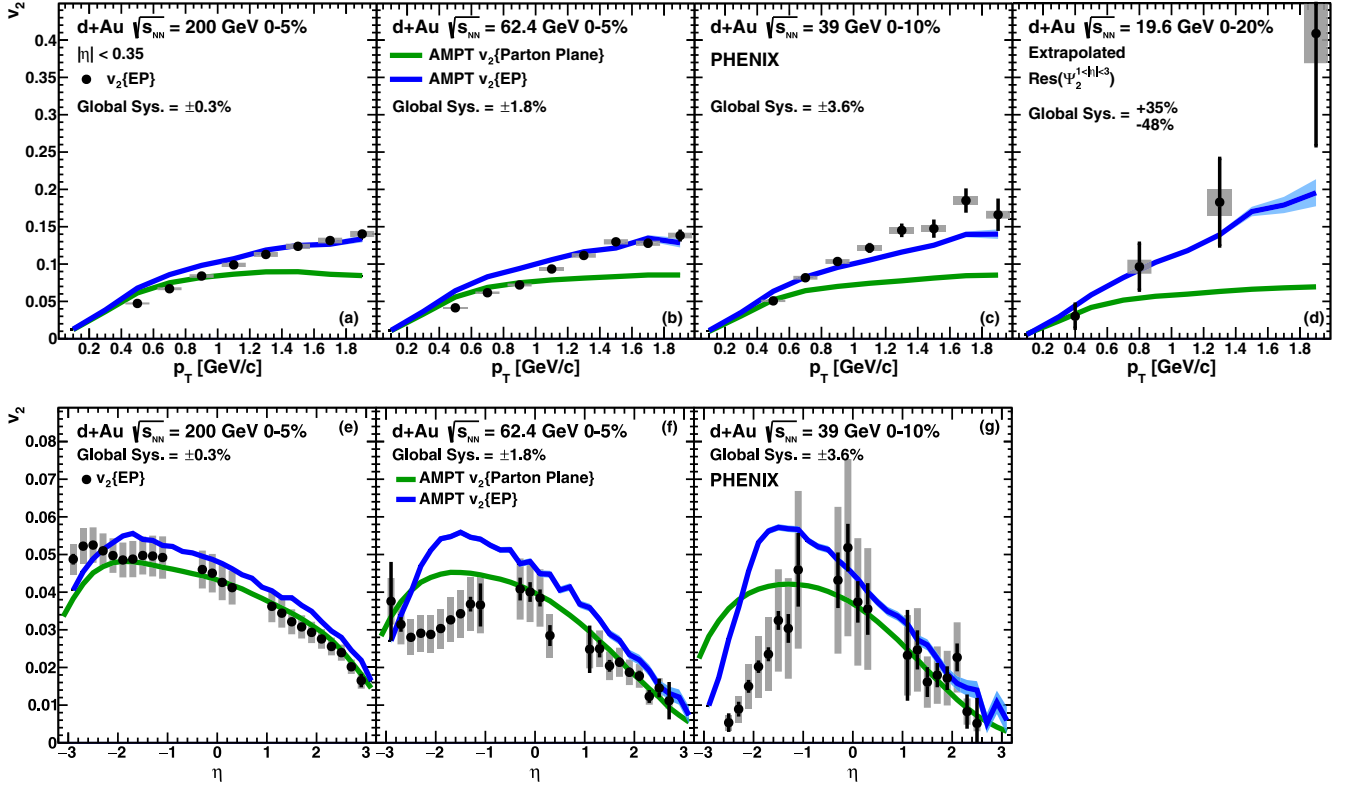 v₂
d+Au √sNN = 200 GeV 0-5%
|η| < 0.35
v₂{EP}
Global Sys. = ±0.3%
(a)
d+Au √sNN = 62.4 GeV 0-5%
AMPT v₂{Parton Plane}
AMPT v₂{EP}
Global Sys. = ±1.8%
(b)
d+Au √sNN = 39 GeV 0-10%
PHENIX
Global Sys. = ±3.6%
(c)
d+Au √sNN = 19.6 GeV 0-20%
Extrapolated
Res(Ψ₂^1<|η|<3)
Global Sys. = +35% -48%
(d)
0.4
0.35
0.3
0.25
0.2
0.15
0.1
0.05
0
0.2 0.4 0.6 0.8 1 1.2 1.4 1.6 1.8
0.2 0.4 0.6 0.8 1 1.2 1.4 1.6 1.8
0.2 0.4 0.6 0.8 1 1.2 1.4 1.6 1.8
0.2 0.4 0.6 0.8 1 1.2 1.4 1.6 1.8
p_T [GeV/c]
p_T [GeV/c]
p_T [GeV/c]
p_T [GeV/c]
v₂
d+Au √sNN = 200 GeV 0-5%
(e)
Global Sys. = ±0.3%
v₂{EP}
d+Au √sNN = 62.4 GeV 0-5%
(f)
Global Sys. = ±1.8%
AMPT v₂{Parton Plane}
AMPT v₂{EP}
d+Au √sNN = 39 GeV 0-10%
(g)
Global Sys. = ±3.6%
PHENIX
0.08
0.07
0.06
0.05
0.04
0.03
0.02
0.01
0
−3 −2 −1 0 1 2 3
−3 −2 −1 0 1 2 3
−3 −2 −1 0 1 2 3
η
η
η